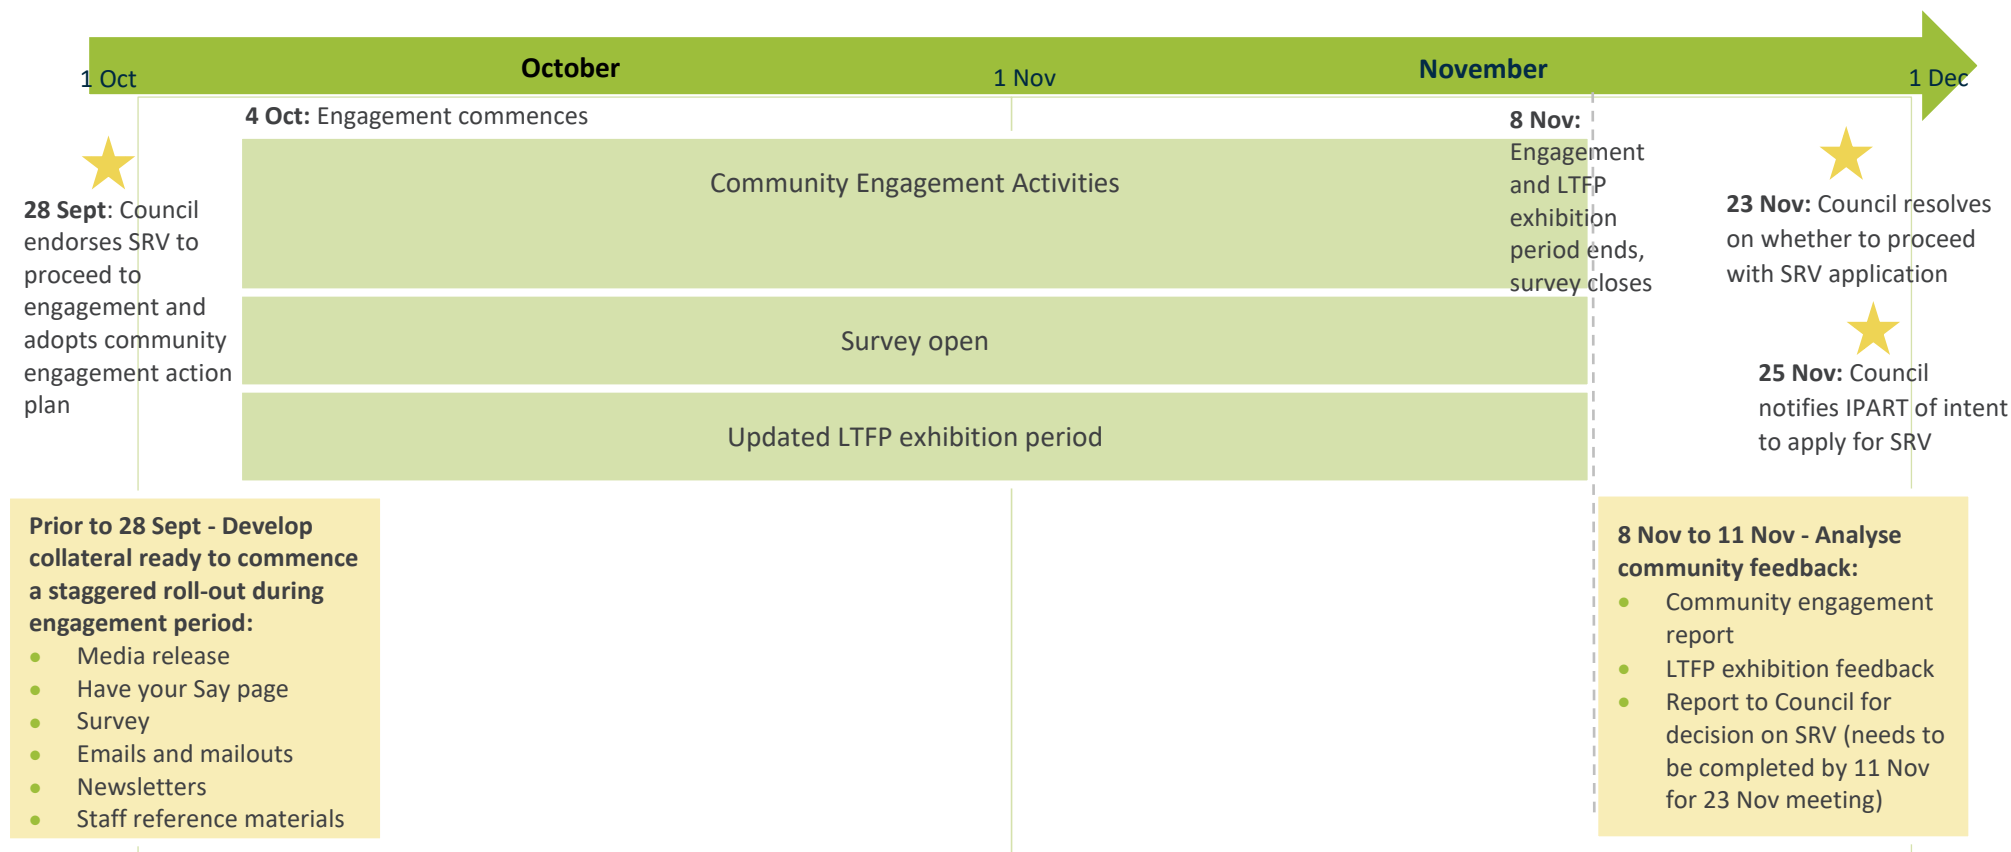 October
November
1 Oct
1 Nov
1 Dec
4 Oct: Engagement commences
28 Sept: Council
endorses SRV to
proceed to
engagement and
adopts community
engagement action
plan
Community Engagement Activities
Survey open
Updated LTFP exhibition period
8 Nov:
Engagement
and LTFP
exhibition
period ends,
survey closes
23 Nov: Council resolves
on whether to proceed
with SRV application
25 Nov: Council
notifies IPART of intent
to apply for SRV
Prior to 28 Sept - Develop
collateral ready to commence
a staggered roll-out during
engagement period:
• Media release
• Have your Say page
• Survey
• Emails and mailouts
• Newsletters
• Staff reference materials
8 Nov to 11 Nov - Analyse
community feedback:
• Community engagement
report
• LTFP exhibition feedback
• Report to Council for
decision on SRV (needs to
be completed by 11 Nov
for 23 Nov meeting)